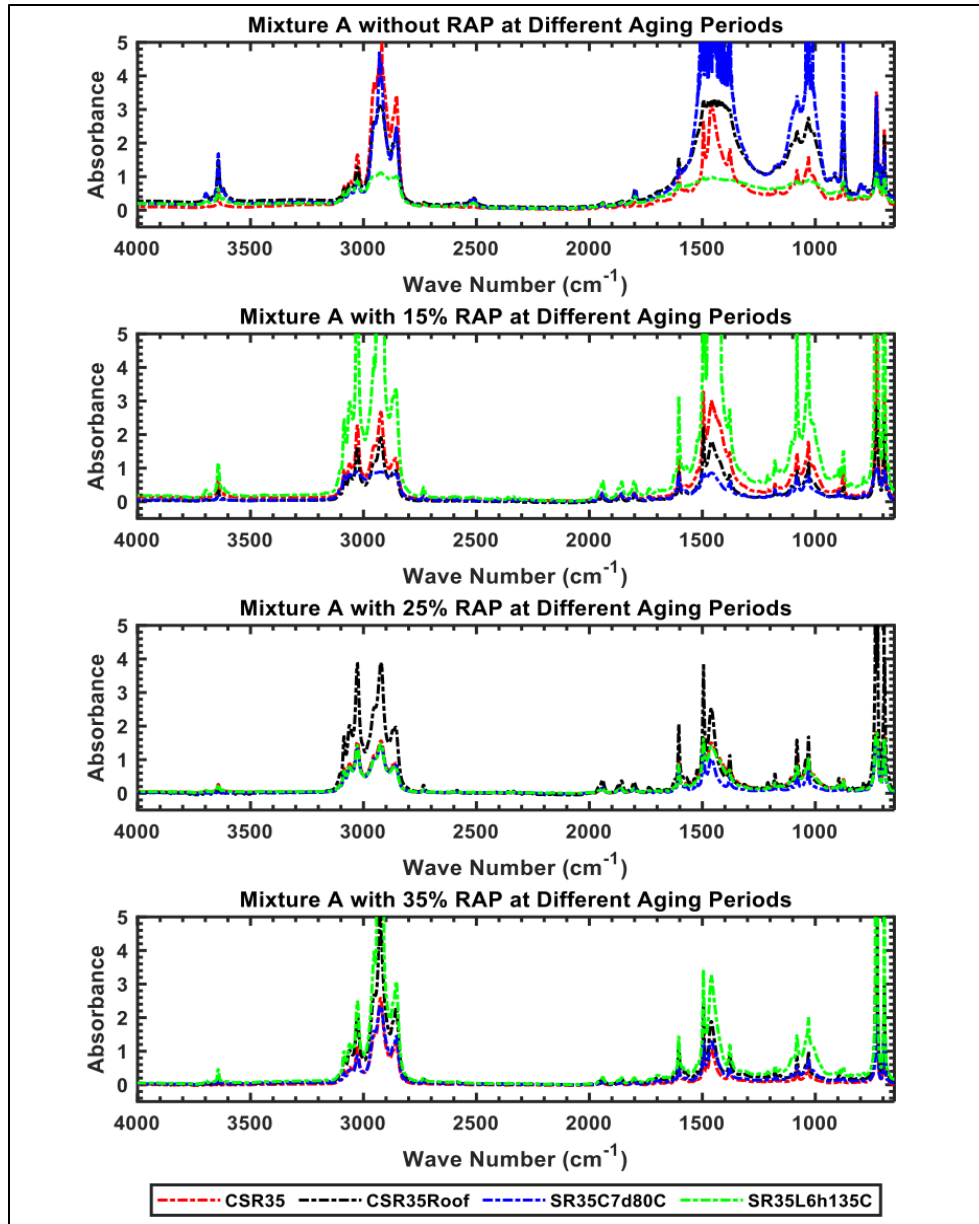 Mixture A without RAP at Different Aging Periods
Absorbance
5
4
3
2
1
0
4000 3500 3000 2500 2000 1500 1000
Wave Number (cm-1)
Mixture A with 15% RAP at Different Aging Periods
Absorbance
5
4
3
2
1
0
4000 3500 3000 2500 2000 1500 1000
Wave Number (cm-1)
Mixture A with 25% RAP at Different Aging Periods
Absorbance
5
4
3
2
1
0
4000 3500 3000 2500 2000 1500 1000
Wave Number (cm-1)
Mixture A with 35% RAP at Different Aging Periods
Absorbance
5
4
3
2
1
0
4000 3500 3000 2500 2000 1500 1000
Wave Number (cm-1)
CSR35 CSR35Roof SR35C7d80C SR35L6h135C